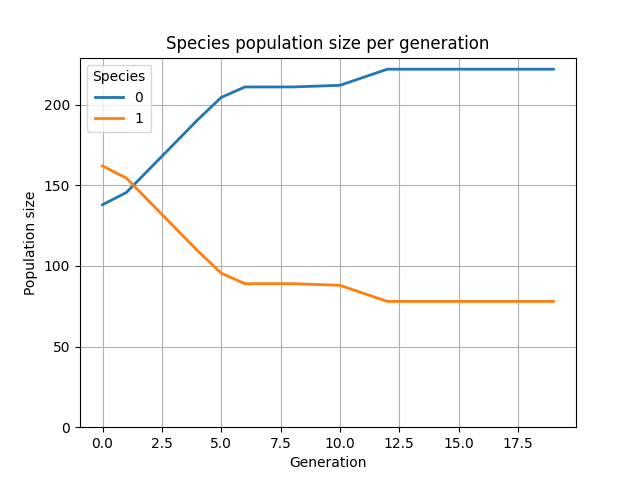 Species population size per generation
Species
0
1
200
150
100
50
0
Population size
0.0 2.5 5.0 7.5 10.0 12.5 15.0 17.5
Generation